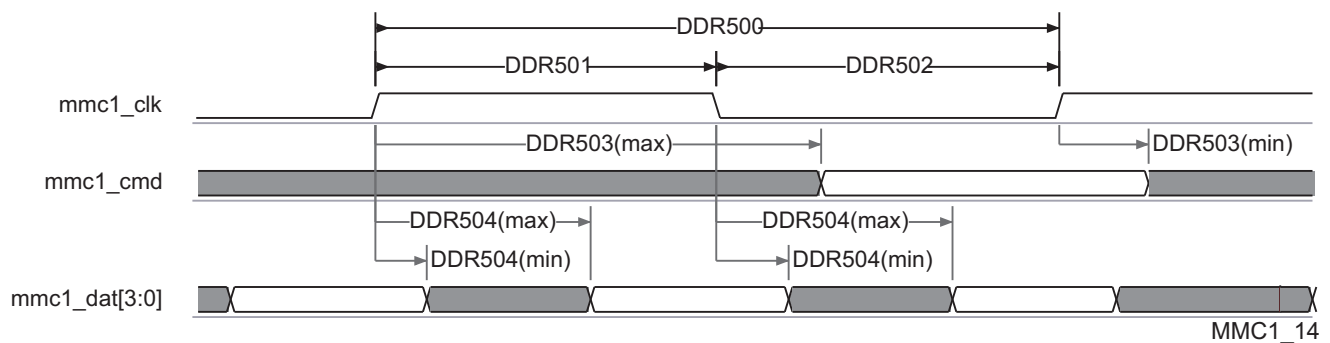 DDR500
DDR501 DDR502
mmc1_clk
DDR503(max) DDR503(min)
mmc1_cmd
DDR504(max) DDR504(max)
DDR504(min) DDR504(min)
mmc1_dat[3:0]
MMC1_14